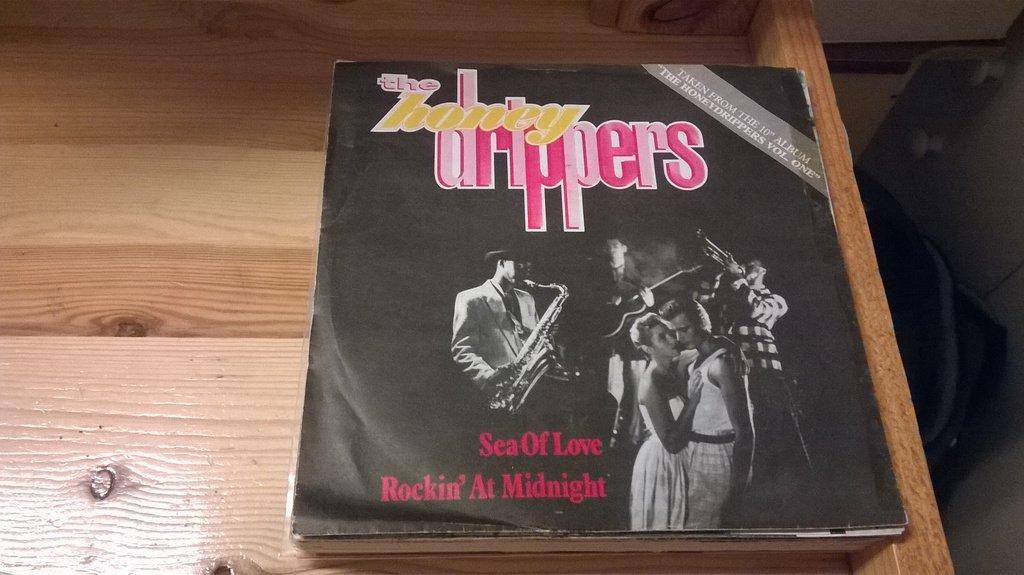 the
honey
drippers
TAKEN FROM THE 10" ALBUM
"THE HONEYDRIPPERS VOL. ONE"
Sea Of Love
Rockin' At Midnight